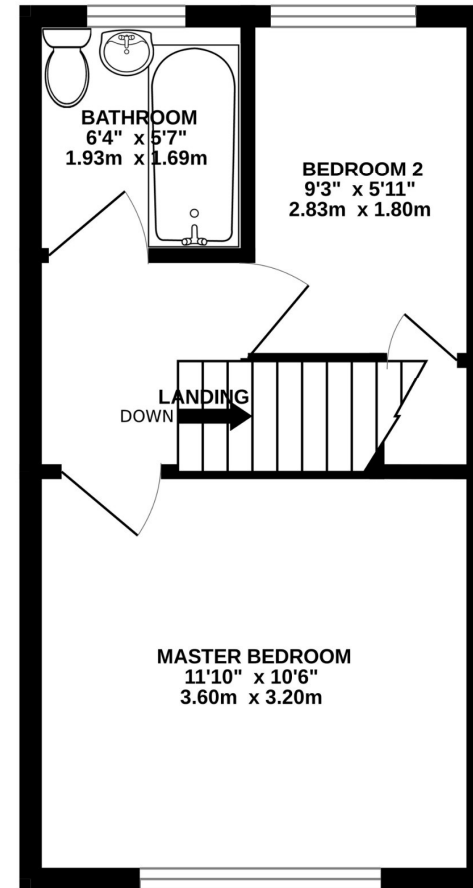 BATHROOM
6'4" x 5'7"
1.93m x 1.69m
BEDROOM 2
9'3" x 5'11"
2.83m x 1.80m
LANDING
DOWN
MASTER BEDROOM
11'10" x 10'6"
3.60m x 3.20m